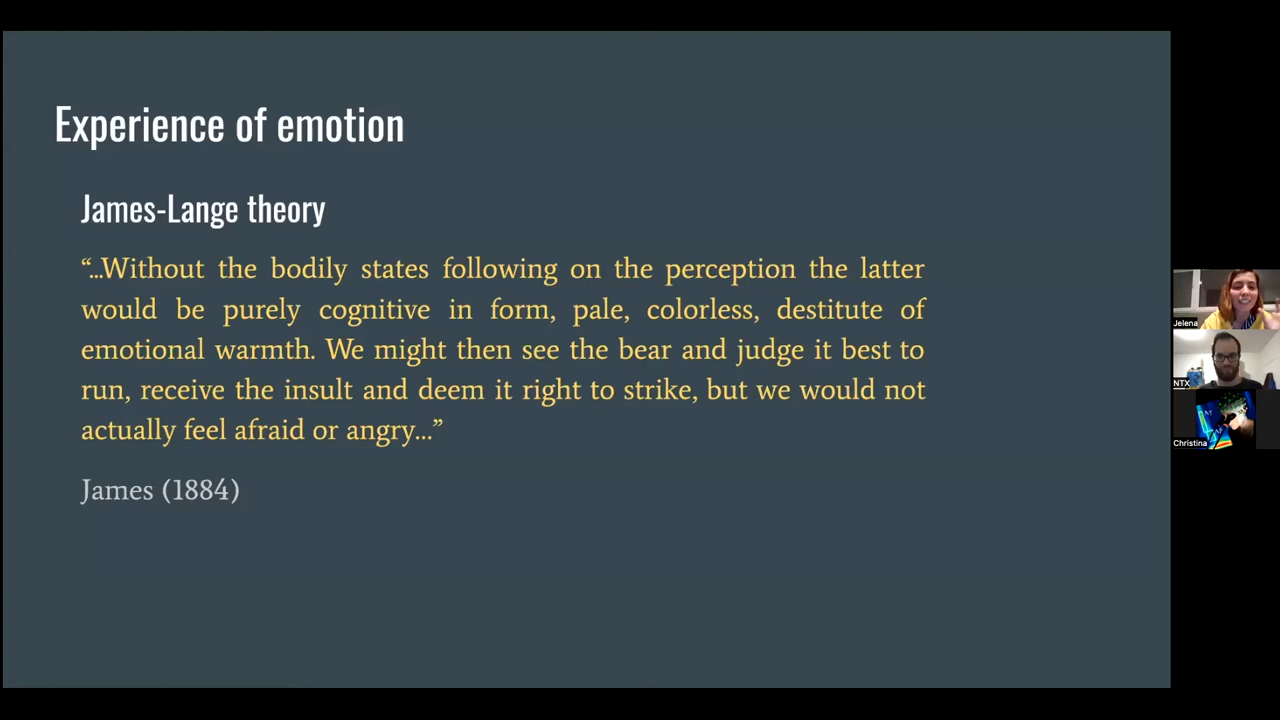 Experience of emotion
James-Lange theory
“...Without the bodily states following on the perception the latter
would be purely cognitive in form, pale, colorless, destitute of
emotional warmth. We might then see the bear and judge it best to
run, receive the insult and deem it right to strike, but we would not
actually feel afraid or angry...”
James (1884)
Jelena
NTX
Christina